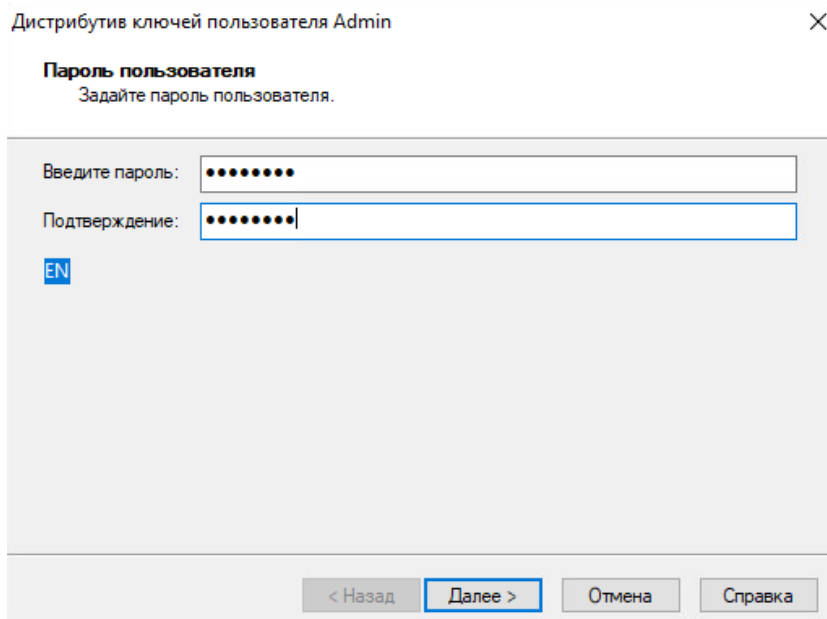 Дистрибутив ключей пользователя Admin
Пароль пользователя
Задайте пароль пользователя.
Введите пароль: ••••••••
Подтверждение: ••••••••
EN
< Назад Далее > Отмена Справка